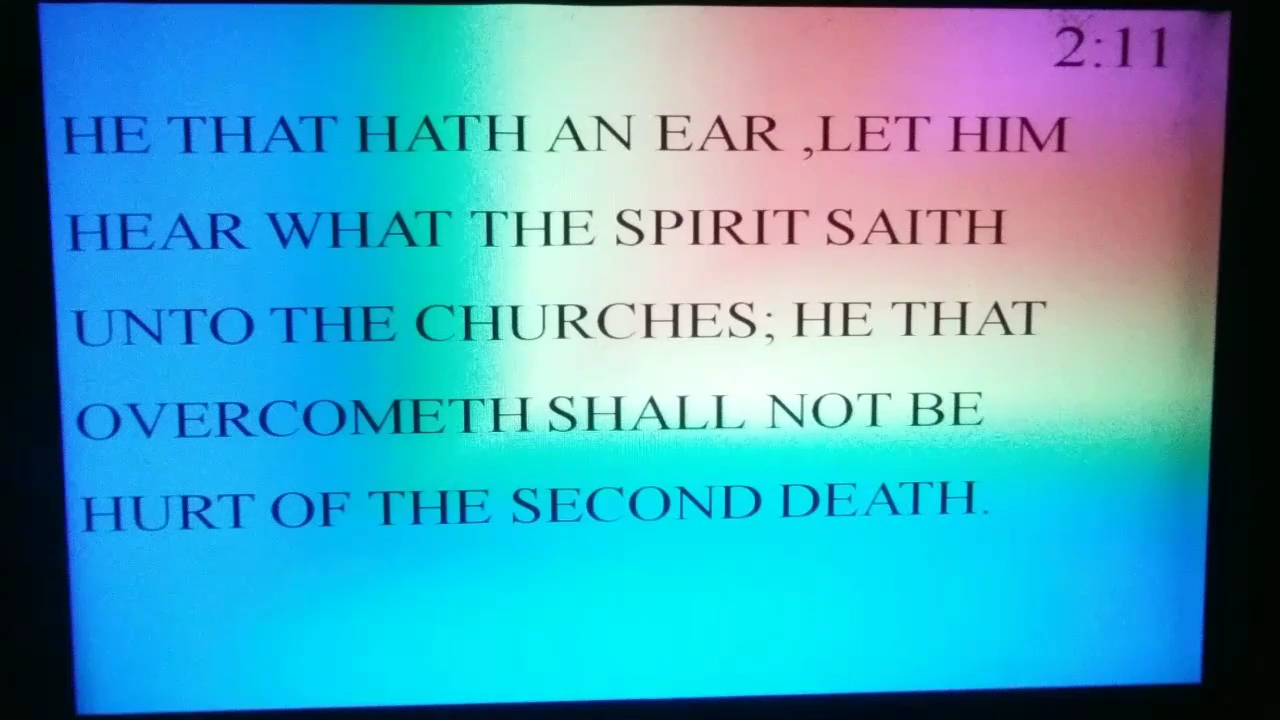 2:11
HE THAT HATH AN EAR ,LET HIM
HEAR WHAT THE SPIRIT SAITH
UNTO THE CHURCHES; HE THAT
OVERCOMETH SHALL NOT BE
HURT OF THE SECOND DEATH.